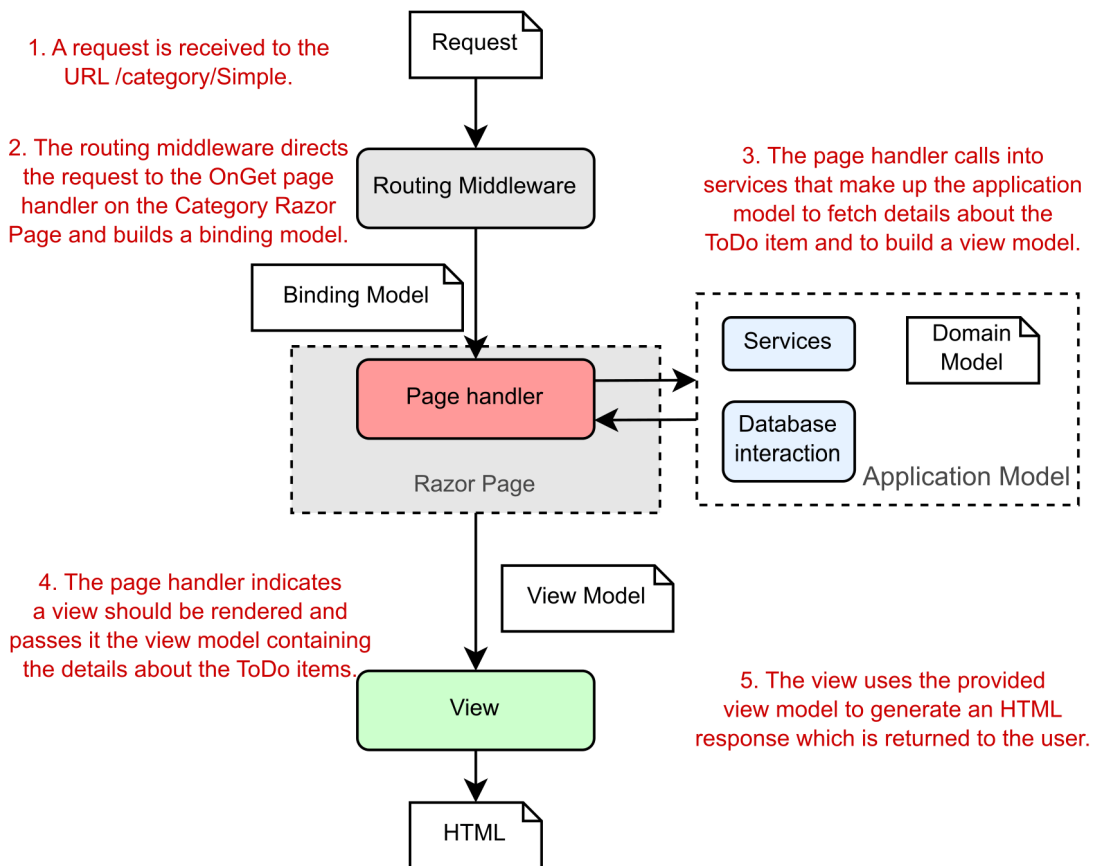 Request
1. A request is received to the
URL /category/Simple.
2. The routing middleware directs
the request to the OnGet page
handler on the Category Razor
Page and builds a binding model.
Routing Middleware
3. The page handler calls into
services that make up the application
model to fetch details about the
ToDo item and to build a view model.
Binding Model
Services
Domain
Model
Page handler
Database
interaction
Razor Page
Application Model
4. The page handler indicates
a view should be rendered and
passes it the view model containing
the details about the ToDo items.
View Model
View
5. The view uses the provided
view model to generate an HTML
response which is returned to the user.
HTML